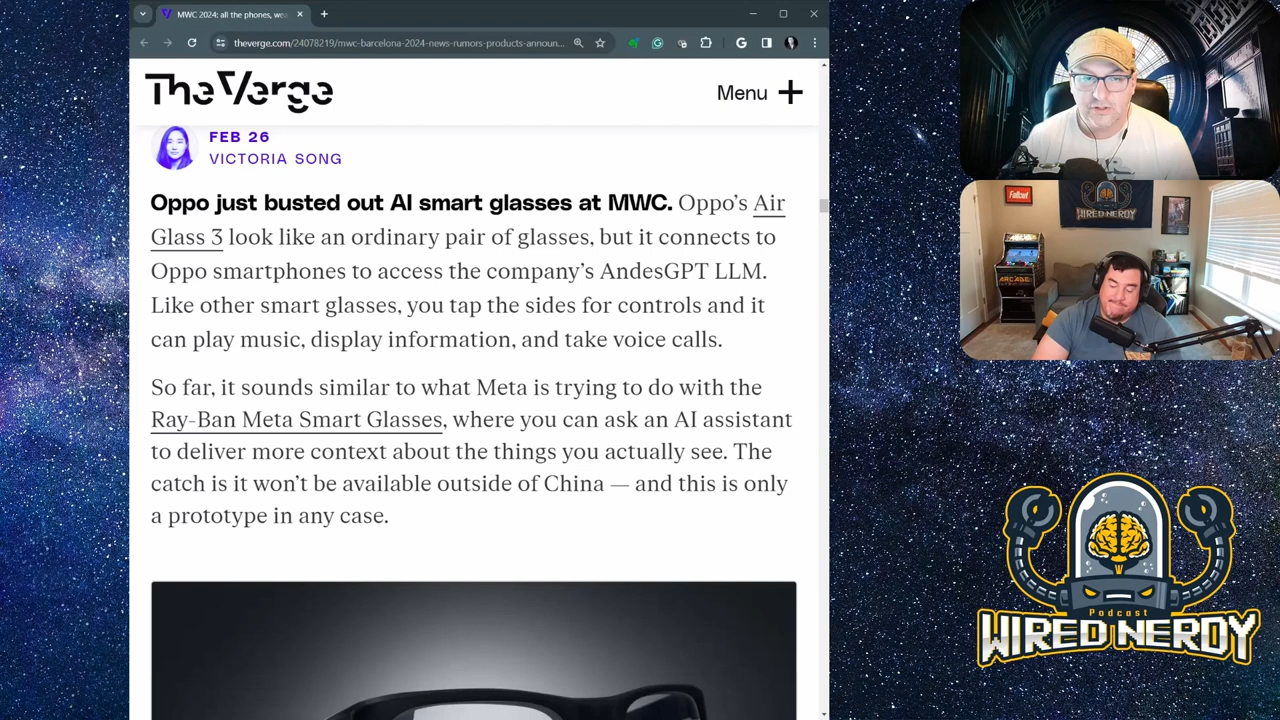 MWC 2024: all the phones, wea
theverge.com/24078219/mwc-barcelona-2024-news-rumors-products-announ...
The Verge
Menu
FEB 26
VICTORIA SONG
Oppo just busted out AI smart glasses at MWC. Oppo’s Air
Glass 3 look like an ordinary pair of glasses, but it connects to
Oppo smartphones to access the company’s AndesGPT LLM.
Like other smart glasses, you tap the sides for controls and it
can play music, display information, and take voice calls.
So far, it sounds similar to what Meta is trying to do with the
Ray-Ban Meta Smart Glasses, where you can ask an AI assistant
to deliver more context about the things you actually see. The
catch is it won’t be available outside of China — and this is only
a prototype in any case.
Fallout
WIRED NERDY
ARCADE
Podcast
WIRED NERDY